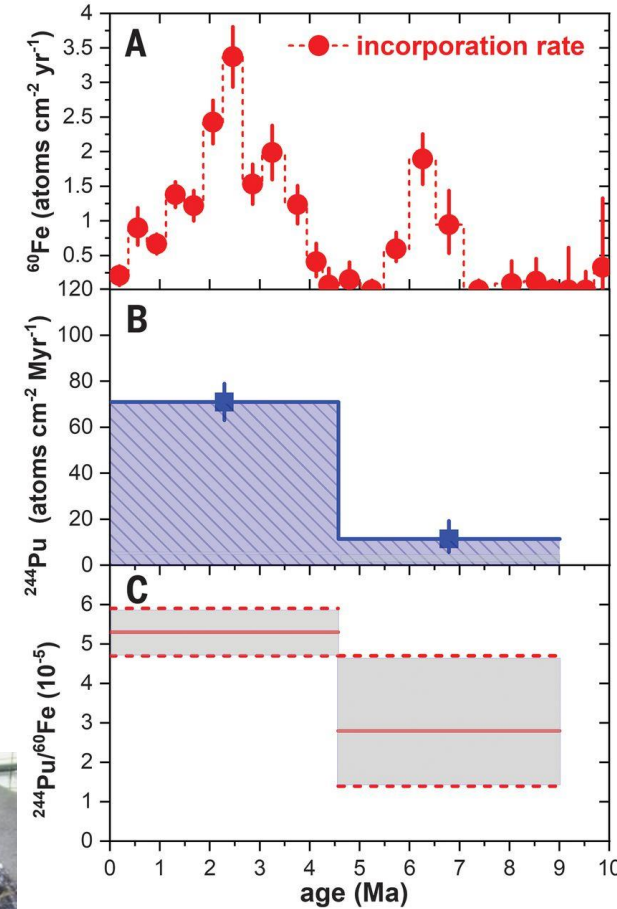 A
incorporation rate
⁶⁰Fe (atoms cm⁻² yr⁻¹)
4
3.5
3
2.5
2
1.5
1
0.5
120
B
²⁴⁴Pu (atoms cm⁻² Myr⁻¹)
100
80
60
40
20
0
C
²⁴⁴Pu/⁶⁰Fe (10⁻⁵)
6
5
4
3
2
1
0
0 1 2 3 4 5 6 7 8 9 10
age (Ma)